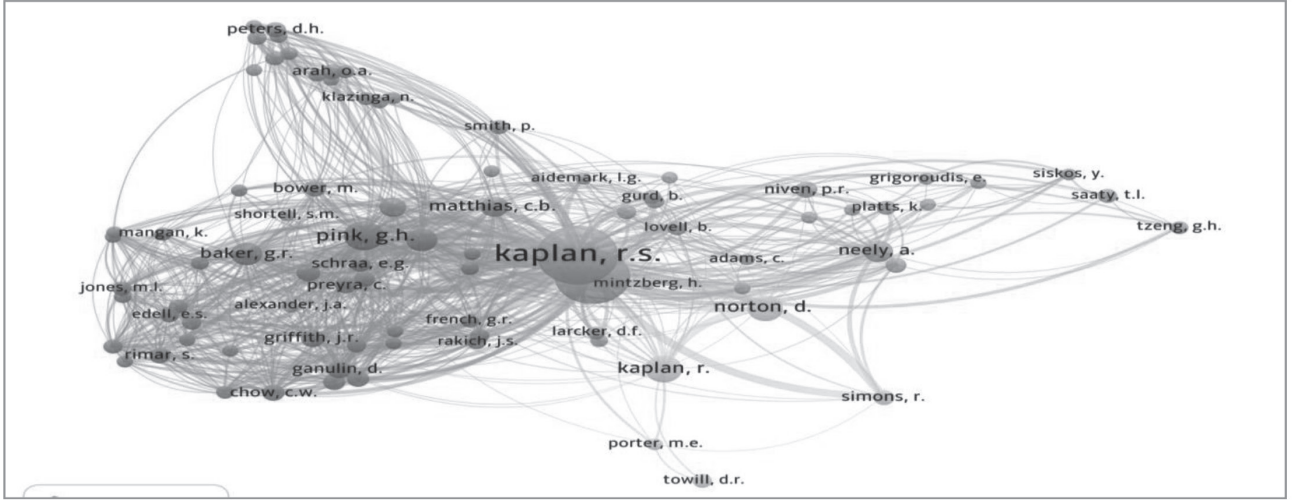 peters, d.h.
arah, o.a.
klazinga, n.
smith, p.
bower, m.
aidemark, l.g.
siskos, y.
grigoroudis, e.
niven, p.r.
saaty, t.l.
gurd, b.
shortell, s.m.
matthias, c.b.
platts, k.
mangan, k.
pink, g.h.
lovell, b.
tzeng, g.h.
baker, g.r.
kaplan, r.s.
neely, a.
schraa, e.g.
adams, c.
jones, m.l.
preyra, c.
mintzberg, h.
alexander, j.a.
norton, d.
edell, e.s.
french, g.r.
griffith, j.r.
rakich, j.s.
larcker, d.f.
rimar, s.
ganulin, d.
kaplan, r.
chow, c.w.
simons, r.
porter, m.e.
towill, d.r.